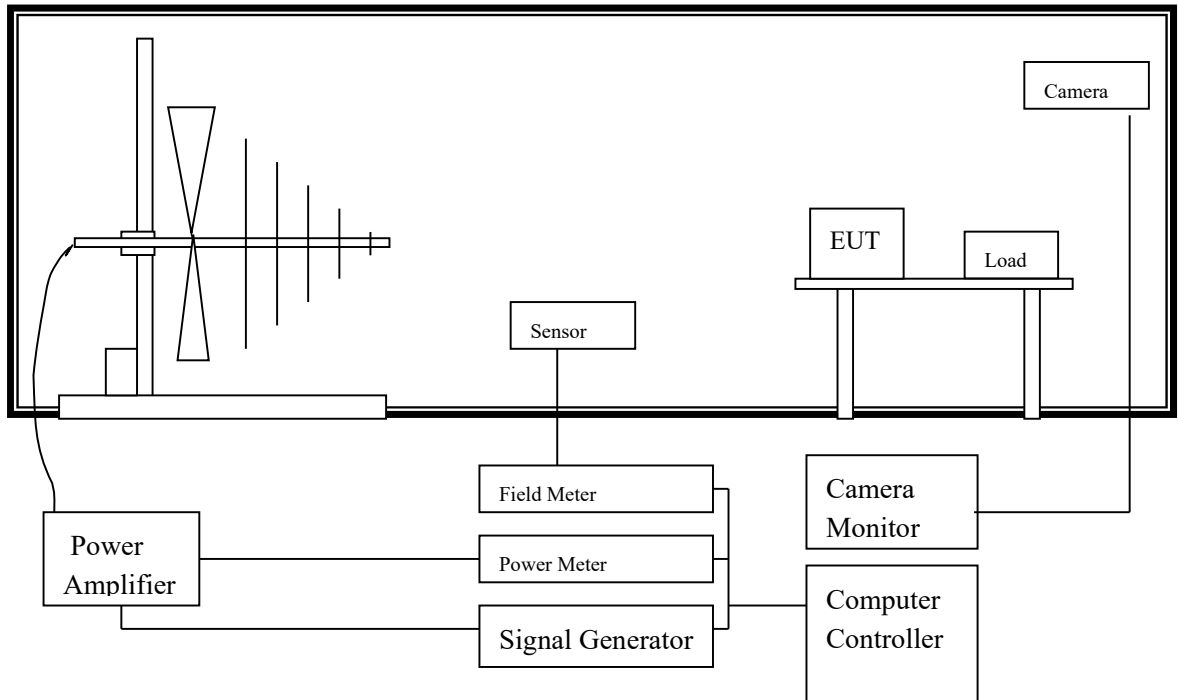 Camera
EUT
Load
Sensor
Field Meter
Camera
Monitor
Power
Amplifier
Power Meter
Computer
Controller
Signal Generator